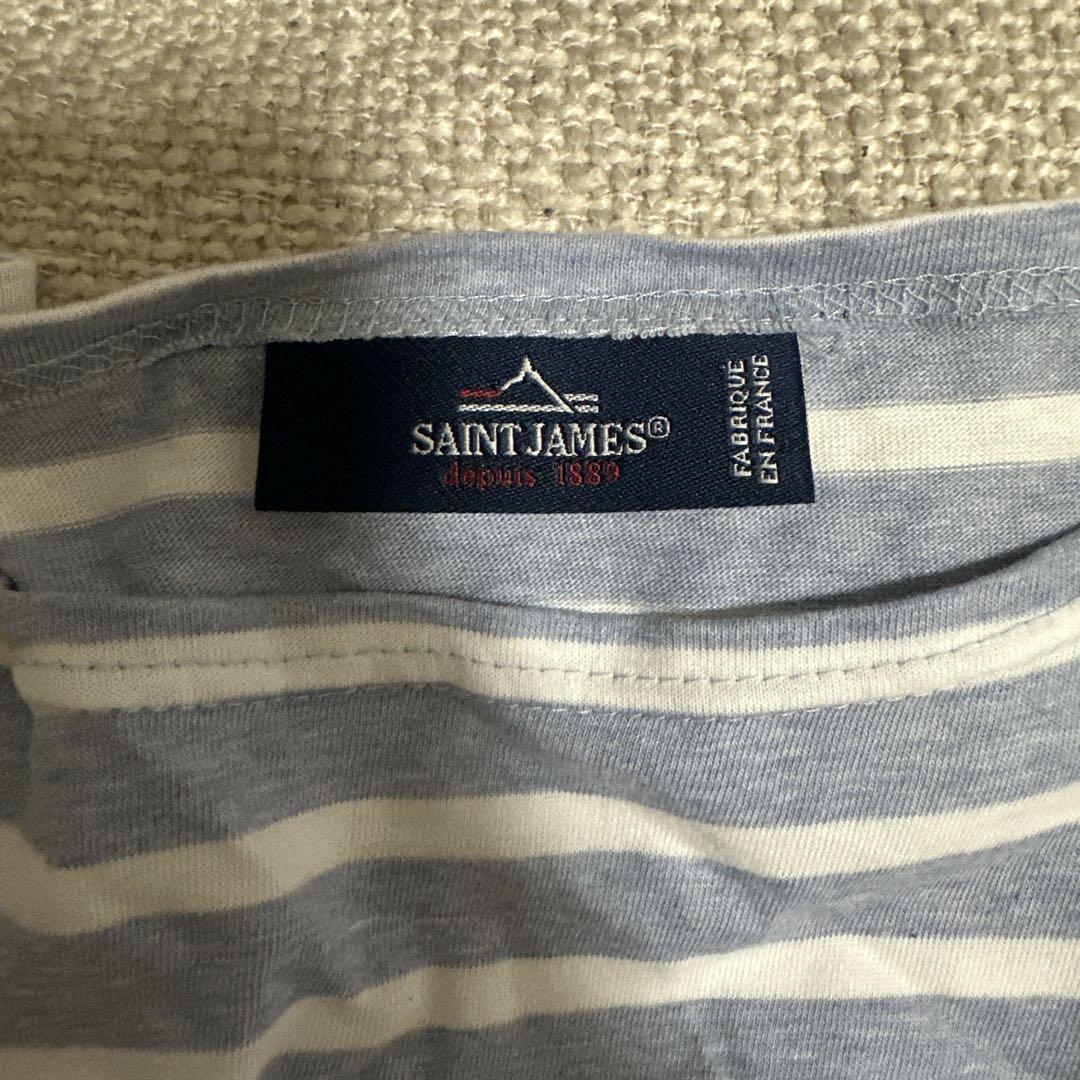 SAINT JAMES®
depuis 1889
FABRIQUÉ
EN FRANCE